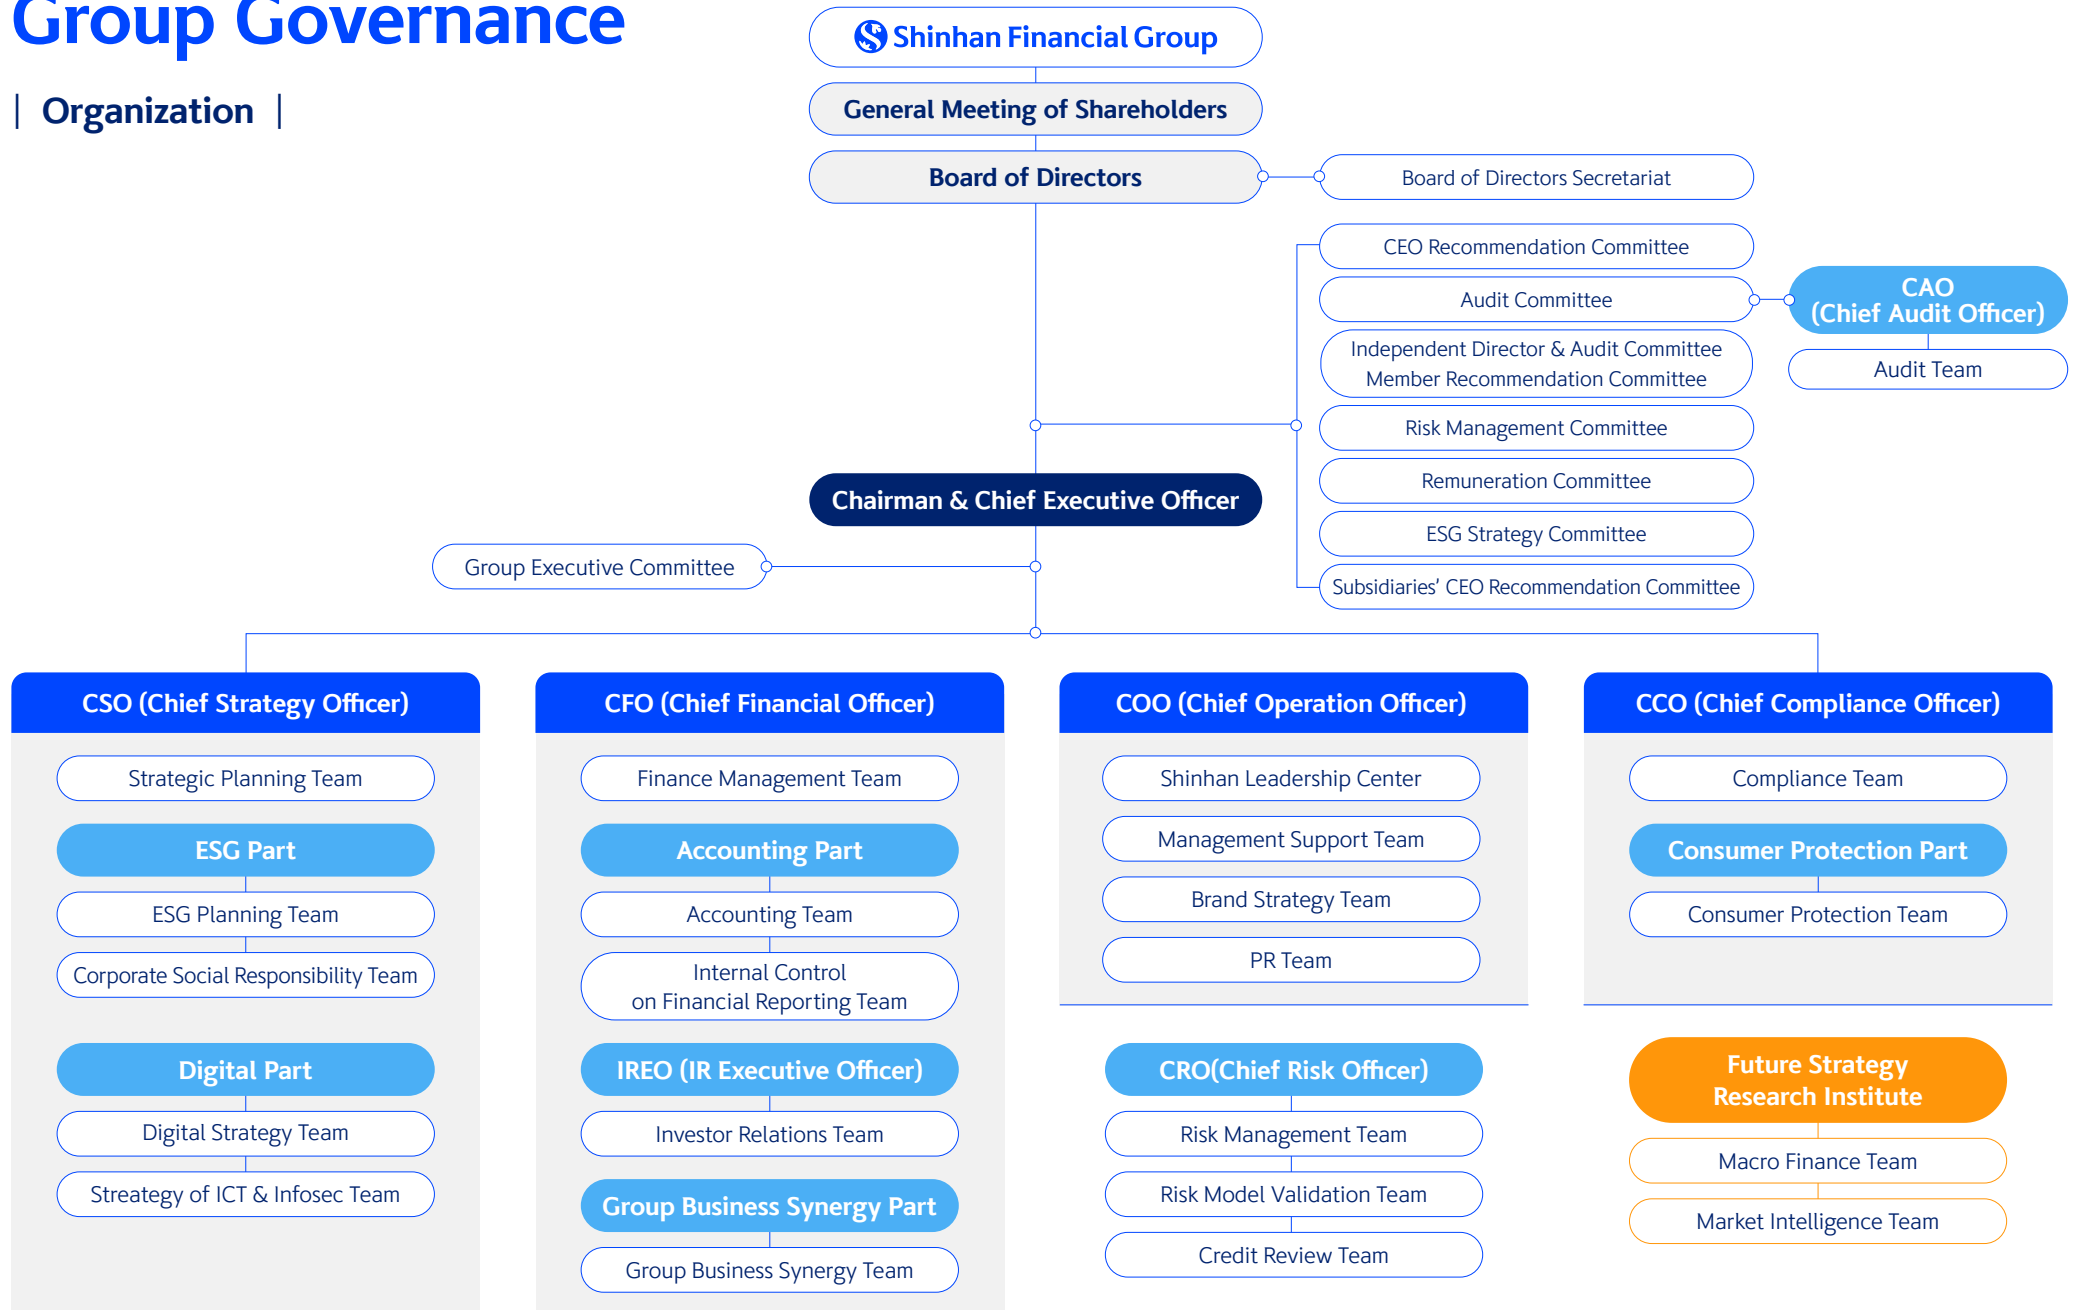 Group Governance
| Organization |
Shinhan Financial Group
General Meeting of Shareholders
Board of Directors
Board of Directors Secretariat
CEO Recommendation Committee
Audit Committee
CAO
(Chief Audit Officer)
Audit Team
Independent Director & Audit Committee
Member Recommendation Committee
Risk Management Committee
Remuneration Committee
ESG Strategy Committee
Subsidiaries' CEO Recommendation Committee
Chairman & Chief Executive Officer
Group Executive Committee
CSO (Chief Strategy Officer)
Strategic Planning Team
ESG Part
ESG Planning Team
Corporate Social Responsibility Team
Digital Part
Digital Strategy Team
Streategy of ICT & Infosec Team
CFO (Chief Financial Officer)
Finance Management Team
Accounting Part
Accounting Team
Internal Control
on Financial Reporting Team
IREO (IR Executive Officer)
Investor Relations Team
Group Business Synergy Part
Group Business Synergy Team
COO (Chief Operation Officer)
Shinhan Leadership Center
Management Support Team
Brand Strategy Team
PR Team
CRO(Chief Risk Officer)
Risk Management Team
Risk Model Validation Team
Credit Review Team
CCO (Chief Compliance Officer)
Compliance Team
Consumer Protection Part
Consumer Protection Team
Future Strategy
Research Institute
Macro Finance Team
Market Intelligence Team